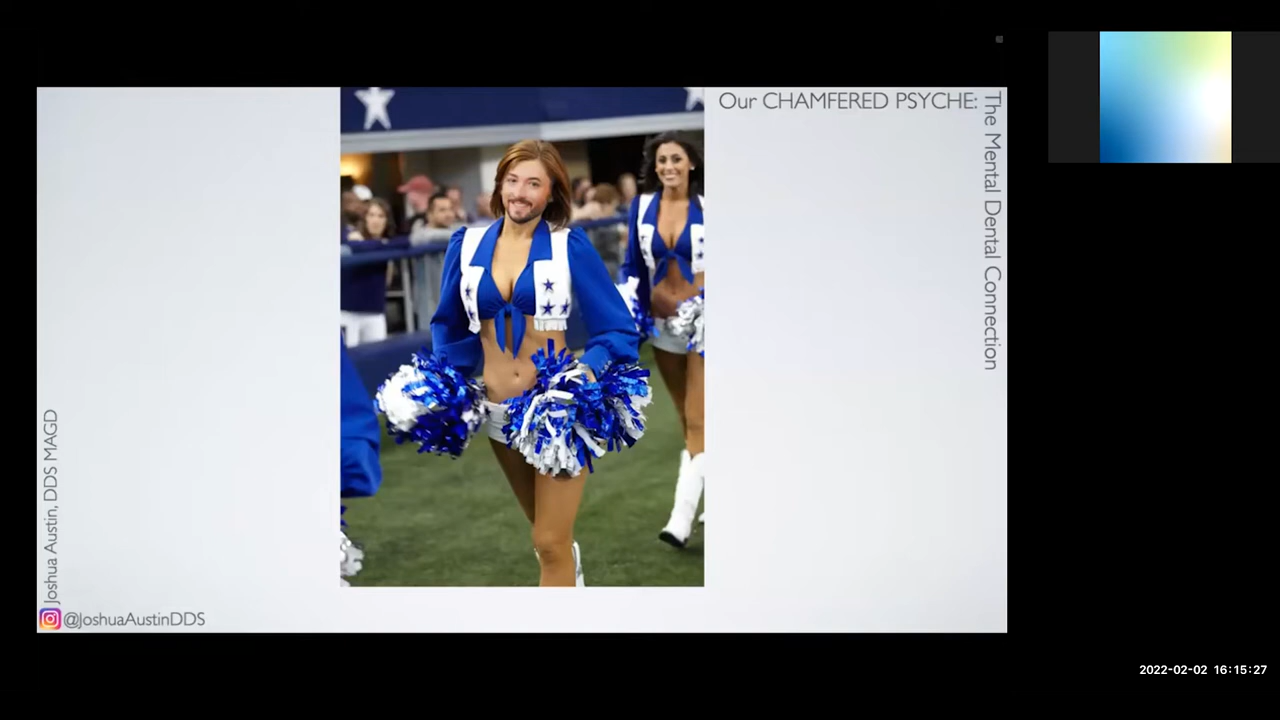 Our CHAMFERED PSYCHE:
The Mental Dental Connection
Joshua Austin, DDS MAGD
@JoshuaAustinDDS
2022-02-02 16:15:27